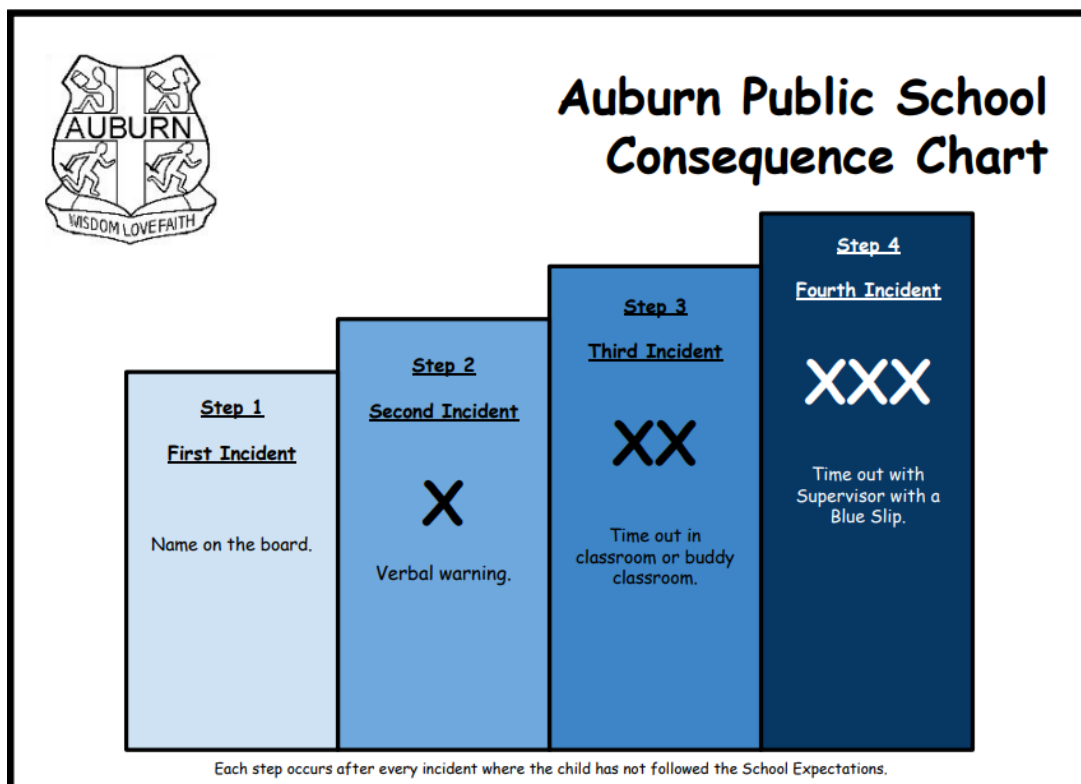 AUBURN
WISDOM LOVE FAITH
Auburn Public School
Consequence Chart
Step 1
First Incident
Name on the board.
Step 2
Second Incident
X
Verbal warning.
Step 3
Third Incident
XX
Time out in
classroom or buddy
classroom.
Step 4
Fourth Incident
XXX
Time out with
Supervisor with a
Blue Slip.
Each step occurs after every incident where the child has not followed the School Expectations.